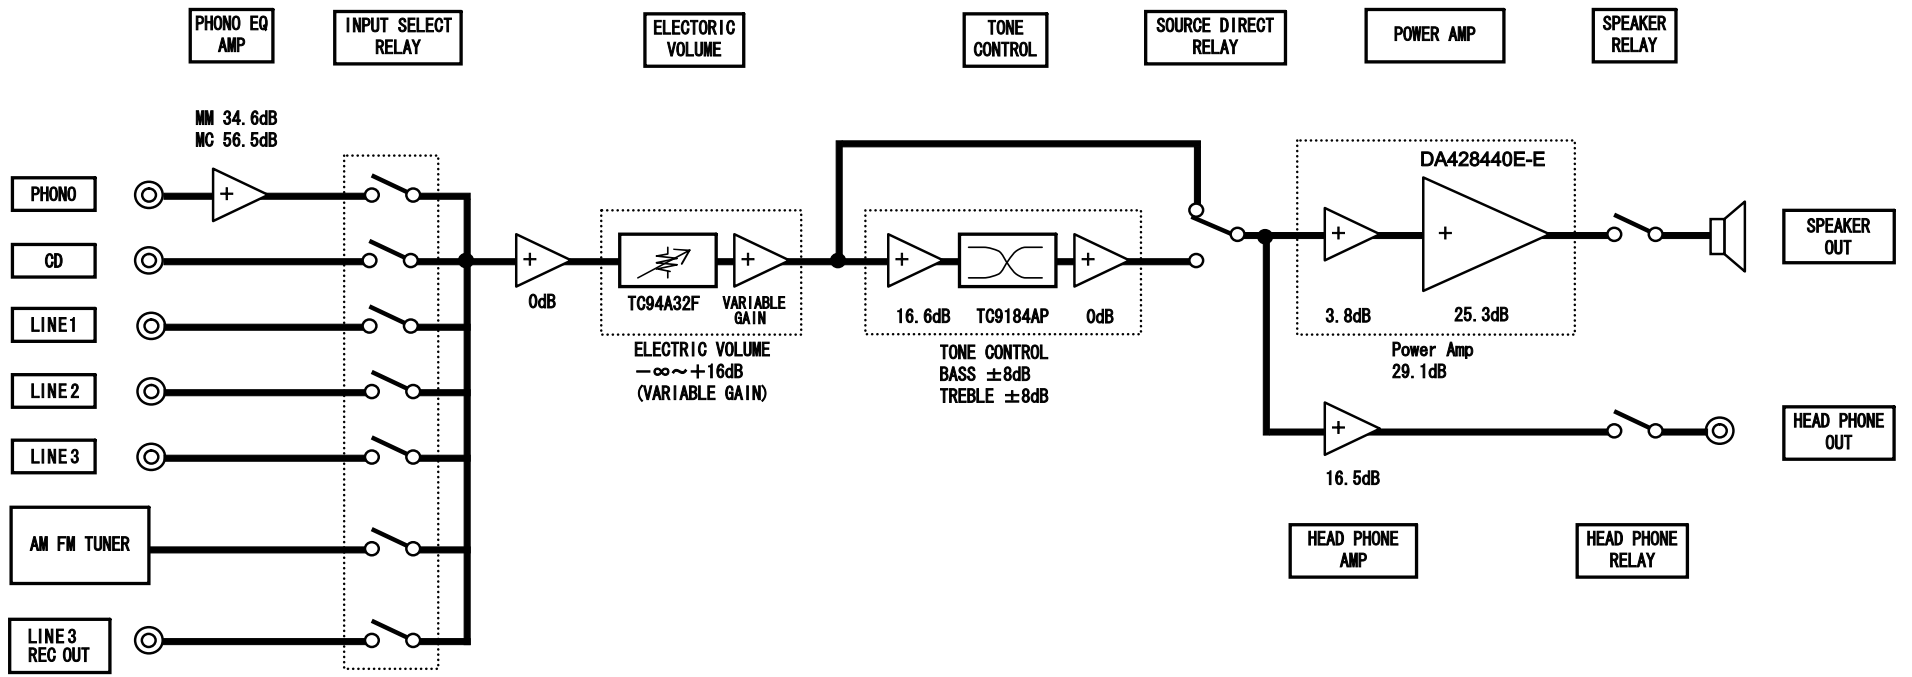 PHONO EQ
AMP
INPUT SELECT
RELAY
ELECTORIC
VOLUME
TONE
CONTROL
SOURCE DIRECT
RELAY
POWER AMP
SPEAKER
RELAY
MM 34.6dB
MC 56.5dB
DA428440E-E
PHONO
+
SPEAKER
OUT
CD
+
+
+
+
+
0dB
TC94A32F
VARIABLE
GAIN
16.6dB
TC9184AP
0dB
3.8dB
25.3dB
LINE1
ELECTRIC VOLUME
-∞~+16dB
(VARIABLE GAIN)
TONE CONTROL
BASS ±8dB
TREBLE ±8dB
Power Amp
29.1dB
LINE2
LINE3
+
16.5dB
HEAD PHONE
OUT
AM FM TUNER
HEAD PHONE
AMP
HEAD PHONE
RELAY
LINE3
REC OUT